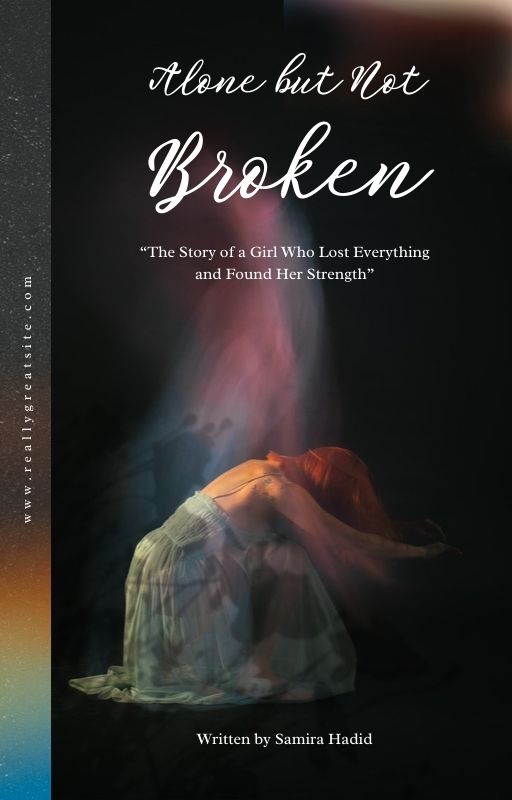 Alone but Not
Broken
“The Story of a Girl Who Lost Everything
and Found Her Strength”
www.reallygreatsite.com
Written by Samira Hadid